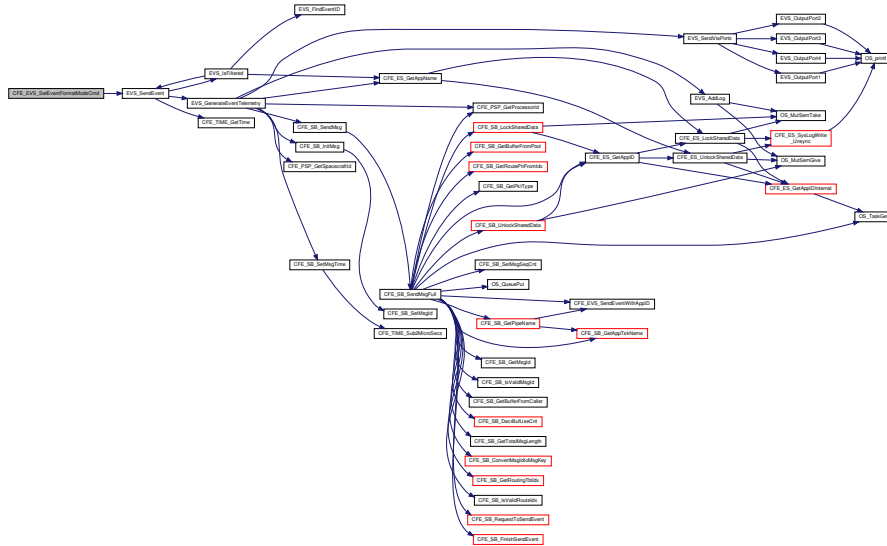 EVS_FindEventID
EVS_OutputPort2
EVS_SendViaPorts
EVS_OutputPort3
OS_printf
EVS_OutputPort4
EVS_OutputPort1
EVS_IsFiltered
CFE_ES_GetAppName
CFE_EVS_SetEventFormatModeCmd
EVS_SendEvent
EVS_GenerateEventTelemetry
EVS_AddLog
CFE_PSP_GetProcessorId
OS_MutSemTake
CFE_TIME_GetTime
CFE_SB_SendMsg
CFE_SB_LockSharedData
CFE_ES_LockSharedData
CFE_ES_SysLogWrite
_Unsync
CFE_SB_InitMsg
CFE_SB_GetBufferFromPool
CFE_ES_GetAppID
CFE_ES_UnlockSharedData
OS_MutSemGive
CFE_PSP_GetSpacecraftId
CFE_SB_GetRoutePtrFromIdx
CFE_SB_GetPktType
CFE_ES_GetAppIDInternal
CFE_SB_UnlockSharedData
OS_TaskGet
CFE_SB_SetMsgTime
CFE_SB_SetMsgSeqCnt
OS_QueuePut
CFE_SB_SendMsgFull
CFE_EVS_SendEventWithAppID
CFE_SB_SetMsgId
CFE_SB_GetPipeName
CFE_TIME_Sub2MicroSecs
CFE_SB_GetAppTskName
CFE_SB_GetMsgId
CFE_SB_IsValidMsgId
CFE_SB_GetBufferFromCaller
CFE_SB_DecrBufUseCnt
CFE_SB_GetTotalMsgLength
CFE_SB_ConvertMsgIdtoMsgKey
CFE_SB_GetRoutingTblIdx
CFE_SB_IsValidRouteIdx
CFE_SB_RequestToSendEvent
CFE_SB_FinishSendEvent